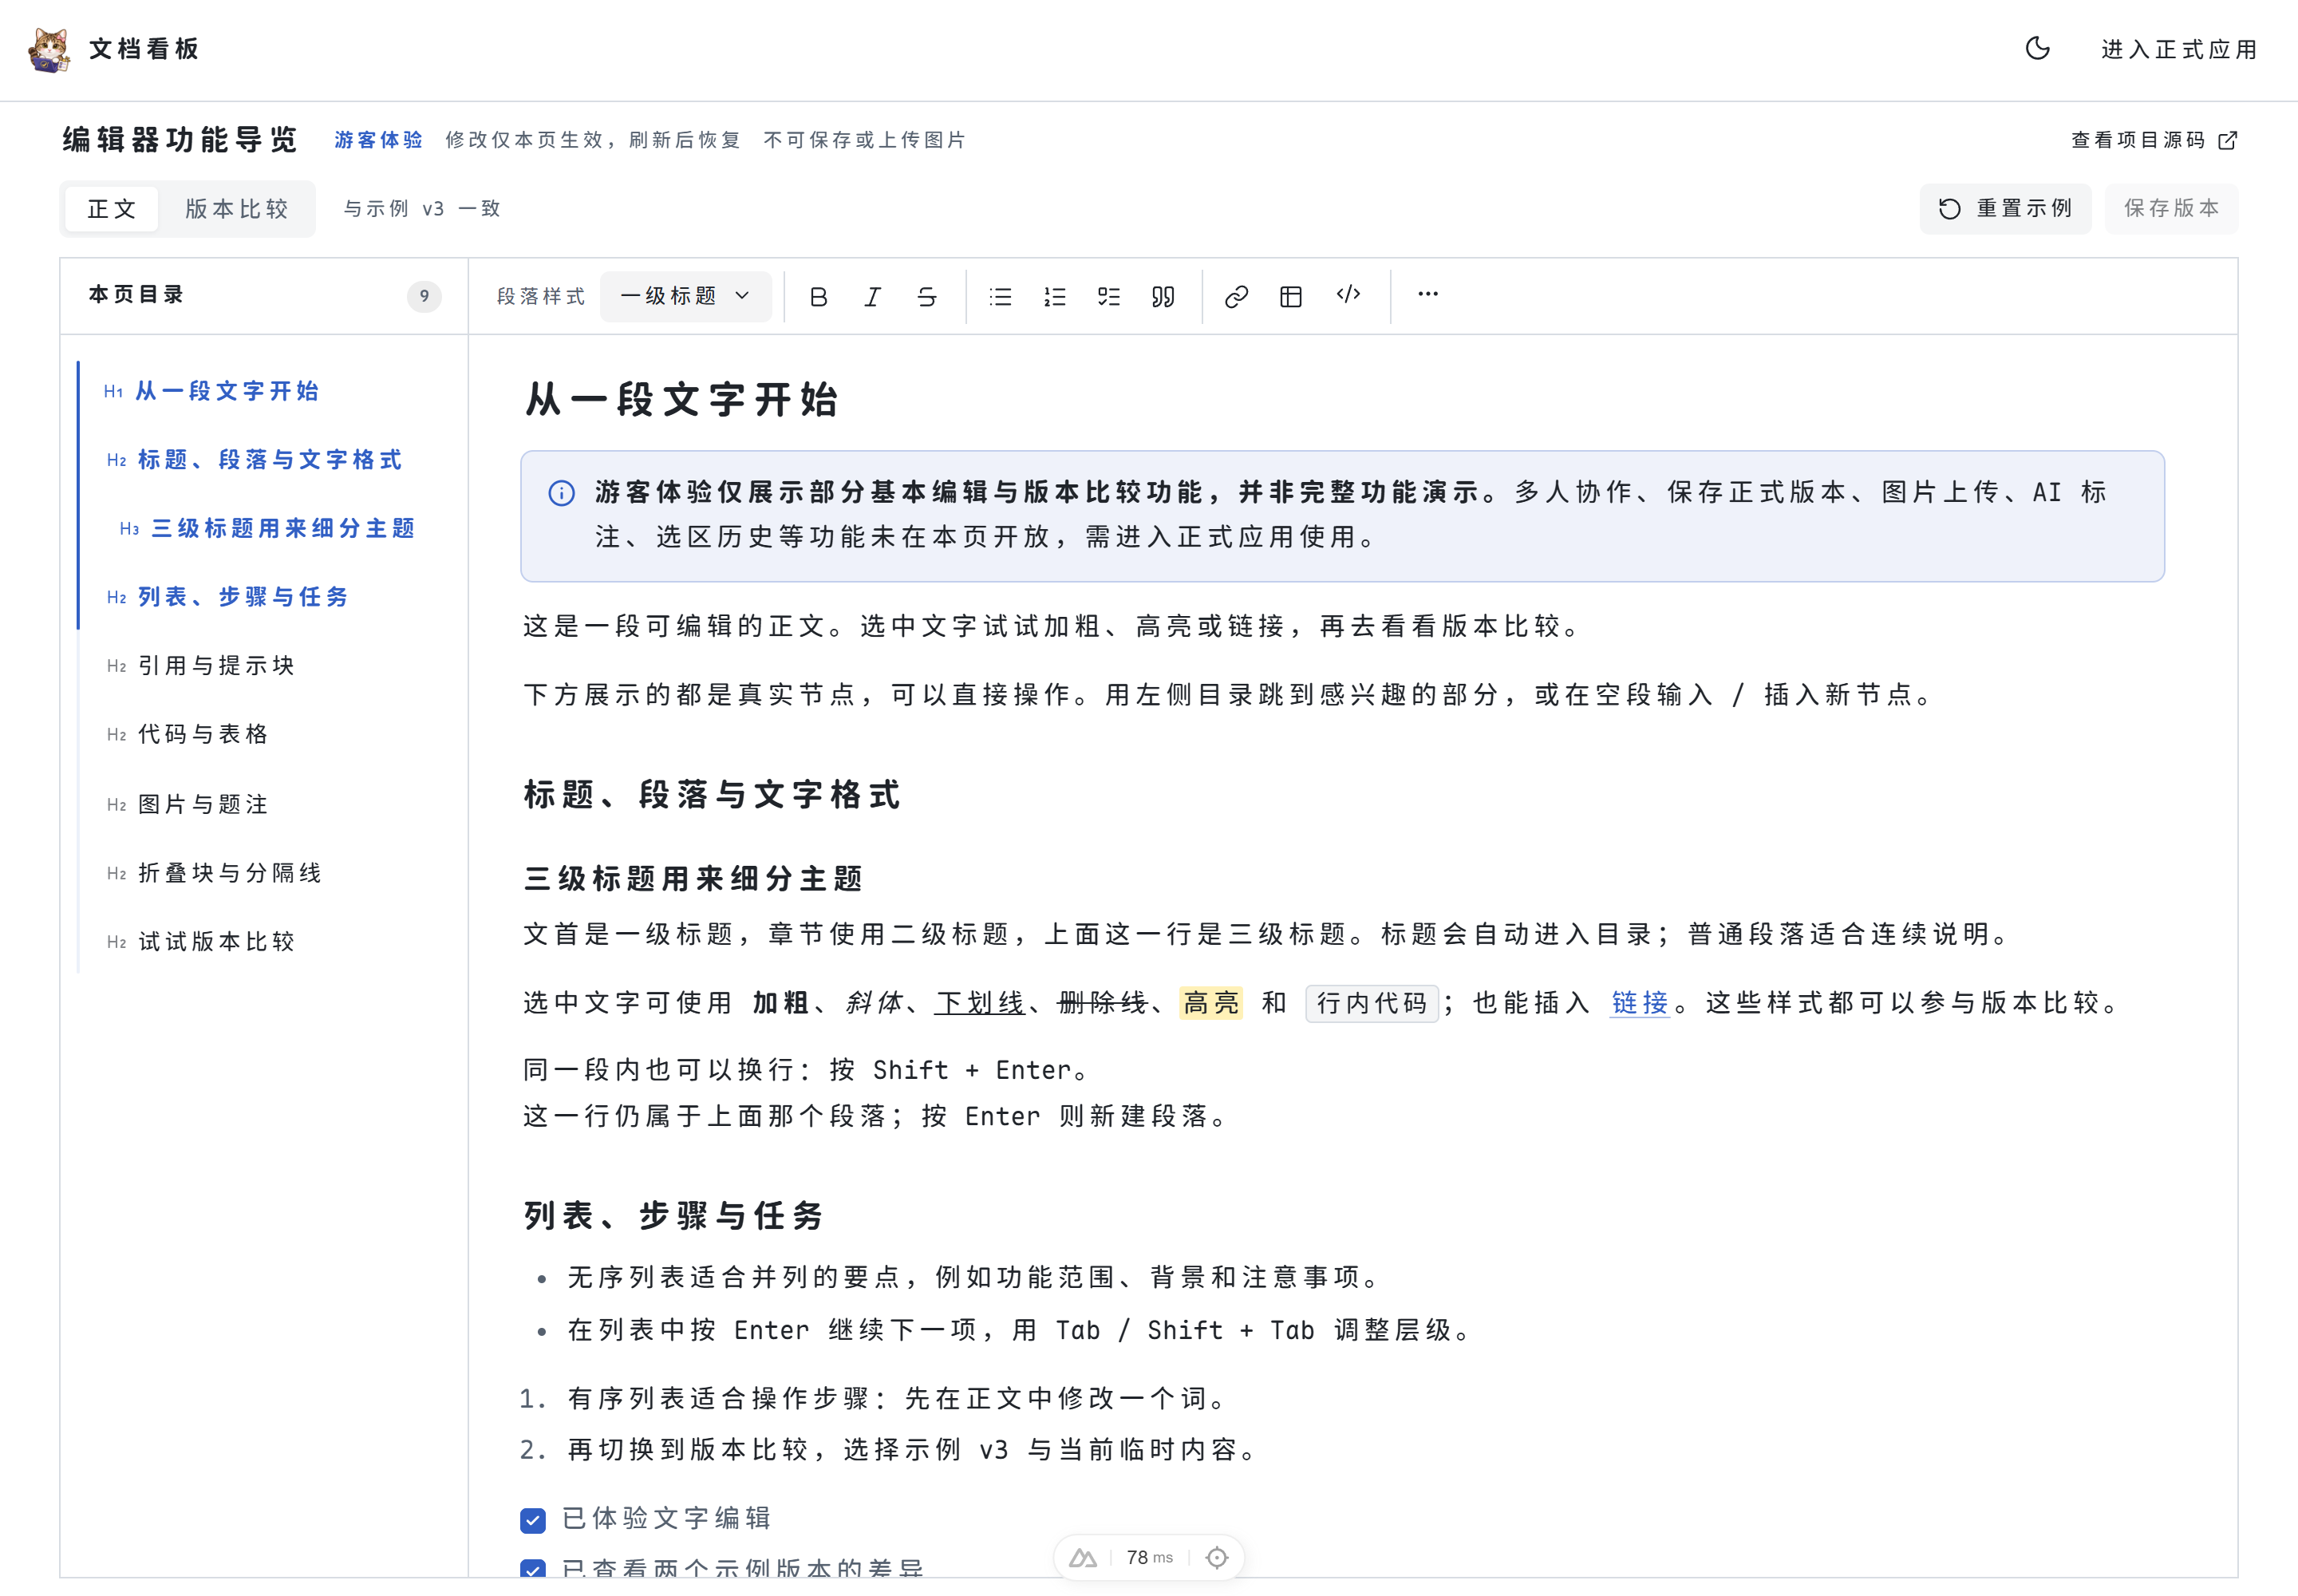 文档看板
进入正式应用
编辑器功能导览 游客体验 修改仅本页生效，刷新后恢复 不可保存或上传图片
查看项目源码
正文 版本比较 与示例 v3 一致
重置示例 保存版本
本页目录 9
段落样式 一级标题
H1 从一段文字开始
H2 标题、段落与文字格式
H3 三级标题用来细分主题
H2 列表、步骤与任务
H2 引用与提示块
H2 代码与表格
H2 图片与题注
H2 折叠块与分隔线
H2 试试版本比较
从一段文字开始
游客体验仅展示部分基本编辑与版本比较功能，并非完整功能演示。多人协作、保存正式版本、图片上传、AI 标
注、选区历史等功能未在本页开放，需进入正式应用使用。
这是一段可编辑的正文。选中文字试试加粗、高亮或链接，再去看看版本比较。
下方展示的都是真实节点，可以直接操作。用左侧目录跳到感兴趣的部分，或在空段输入 / 插入新节点。
标题、段落与文字格式
三级标题用来细分主题
文首是一级标题，章节使用二级标题，上面这一行是三级标题。标题会自动进入目录；普通段落适合连续说明。
选中文字可使用 加粗、斜体、下划线、删除线、高亮 和 行内代码；也能插入 链接。这些样式都可以参与版本比较。
同一段内也可以换行：按 Shift + Enter。
这一行仍属于上面那个段落；按 Enter 则新建段落。
列表、步骤与任务
• 无序列表适合并列的要点，例如功能范围、背景和注意事项。
• 在列表中按 Enter 继续下一项，用 Tab / Shift + Tab 调整层级。
1. 有序列表适合操作步骤：先在正文中修改一个词。
2. 再切换到版本比较，选择示例 v3 与当前临时内容。
已体验文字编辑
已查看两个示例版本的差异
78 ms